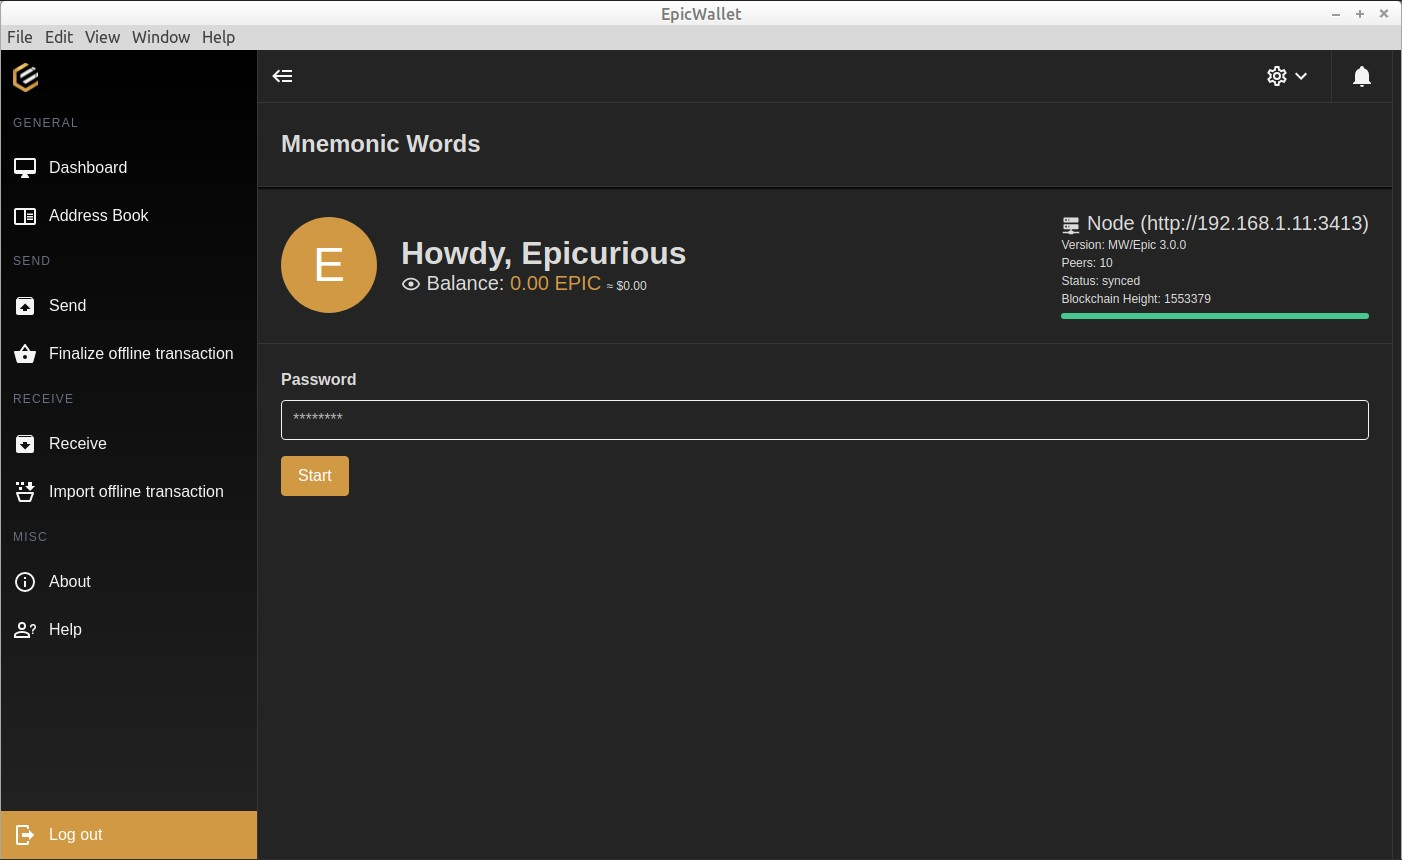 EpicWallet
File Edit View Window Help
GENERAL
Dashboard
Address Book
SEND
Send
Finalize offline transaction
RECEIVE
Receive
Import offline transaction
MISC
About
Help
Log out
Mnemonic Words
E
Howdy, Epicurious
Balance: 0.00 EPIC ≈ $0.00
Node (http://192.168.1.11:3413)
Version: MW/Epic 3.0.0
Peers: 10
Status: synced
Blockchain Height: 1553379
Password
********
Start